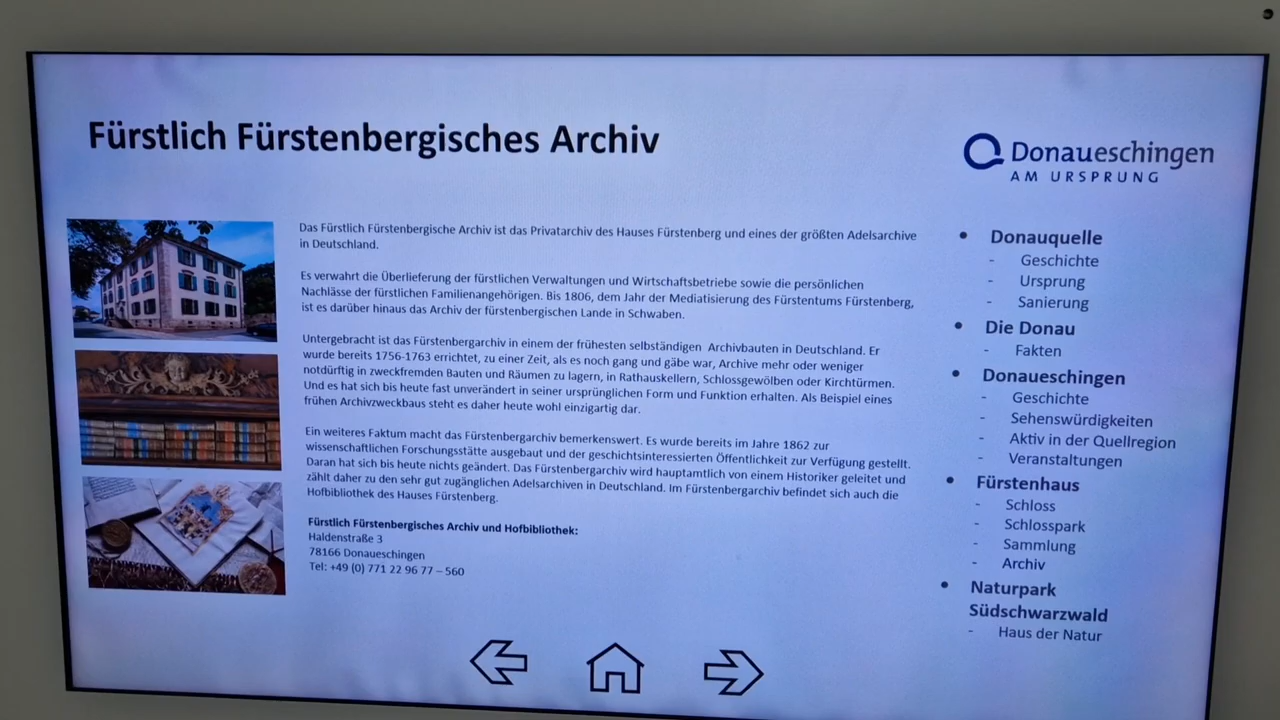 Fürstlich Fürstenbergisches Archiv
Donaueschingen
AM URSPRUNG
Das Fürstlich Fürstenbergische Archiv ist das Privatarchiv des Hauses Fürstenberg und eines der größten Adelsarchive
in Deutschland.
Es verwahrt die Überlieferung der fürstlichen Verwaltungen und Wirtschaftsbetriebe sowie die persönlichen
Nachlässe der fürstlichen Familienangehörigen. Bis 1806, dem Jahr der Mediatisierung des Fürstentums Fürstenberg,
ist es darüber hinaus das Archiv der fürstenbergischen Lande in Schwaben.
Untergebracht ist das Fürstenbergarchiv in einem der frühesten selbständigen Archivbauten in Deutschland. Er
wurde bereits 1756-1763 errichtet, zu einer Zeit, als es noch gang und gäbe war, Archive mehr oder weniger
notdürftig in zweckfremden Bauten und Räumen zu lagern, in Rathauskellern, Schlossgewölben oder Kirchtürmen.
Und es hat sich bis heute fast unverändert in seiner ursprünglichen Form und Funktion erhalten. Als Beispiel eines
frühen Archivzweckbaus steht es daher heute wohl einzigartig dar.
Ein weiteres Faktum macht das Fürstenbergarchiv bemerkenswert. Es wurde bereits im Jahre 1862 zur
wissenschaftlichen Forschungsstätte ausgebaut und der geschichtsinteressierten Öffentlichkeit zur Verfügung gestellt.
Daran hat sich bis heute nichts geändert. Das Fürstenbergarchiv wird hauptamtlich von einem Historiker geleitet und
zählt daher zu den sehr gut zugänglichen Adelsarchiven in Deutschland. Im Fürstenbergarchiv befindet sich auch die
Hofbibliothek des Hauses Fürstenberg.
Fürstlich Fürstenbergisches Archiv und Hofbibliothek:
Haldenstraße 3
78166 Donaueschingen
Tel: +49 (0) 771 22 96 77 – 560
• Donauquelle
- Geschichte
- Ursprung
- Sanierung
• Die Donau
- Fakten
• Donaueschingen
- Geschichte
- Sehenswürdigkeiten
- Aktiv in der Quellregion
- Veranstaltungen
• Fürstenhaus
- Schloss
- Schlosspark
- Sammlung
- Archiv
• Naturpark
Südschwarzwald
- Haus der Natur